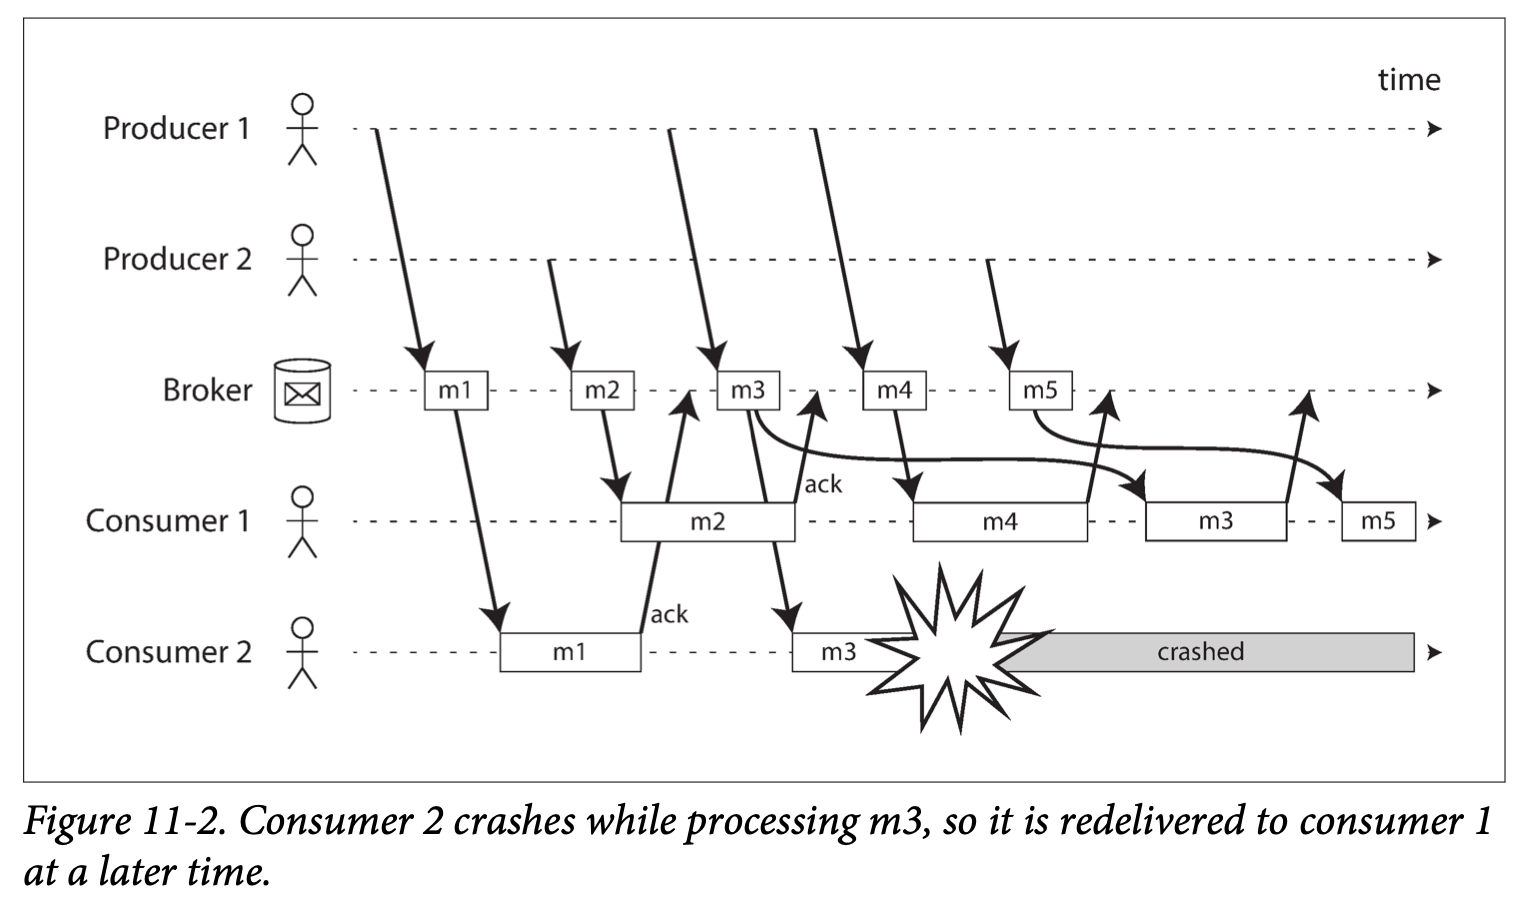 time
Producer 1
Producer 2
Broker
m1
m2
m3
m4
m5
ack
Consumer 1
m2
m4
m3
m5
ack
Consumer 2
m1
m3
crashed
Figure 11-2. Consumer 2 crashes while processing m3, so it is redelivered to consumer 1
at a later time.